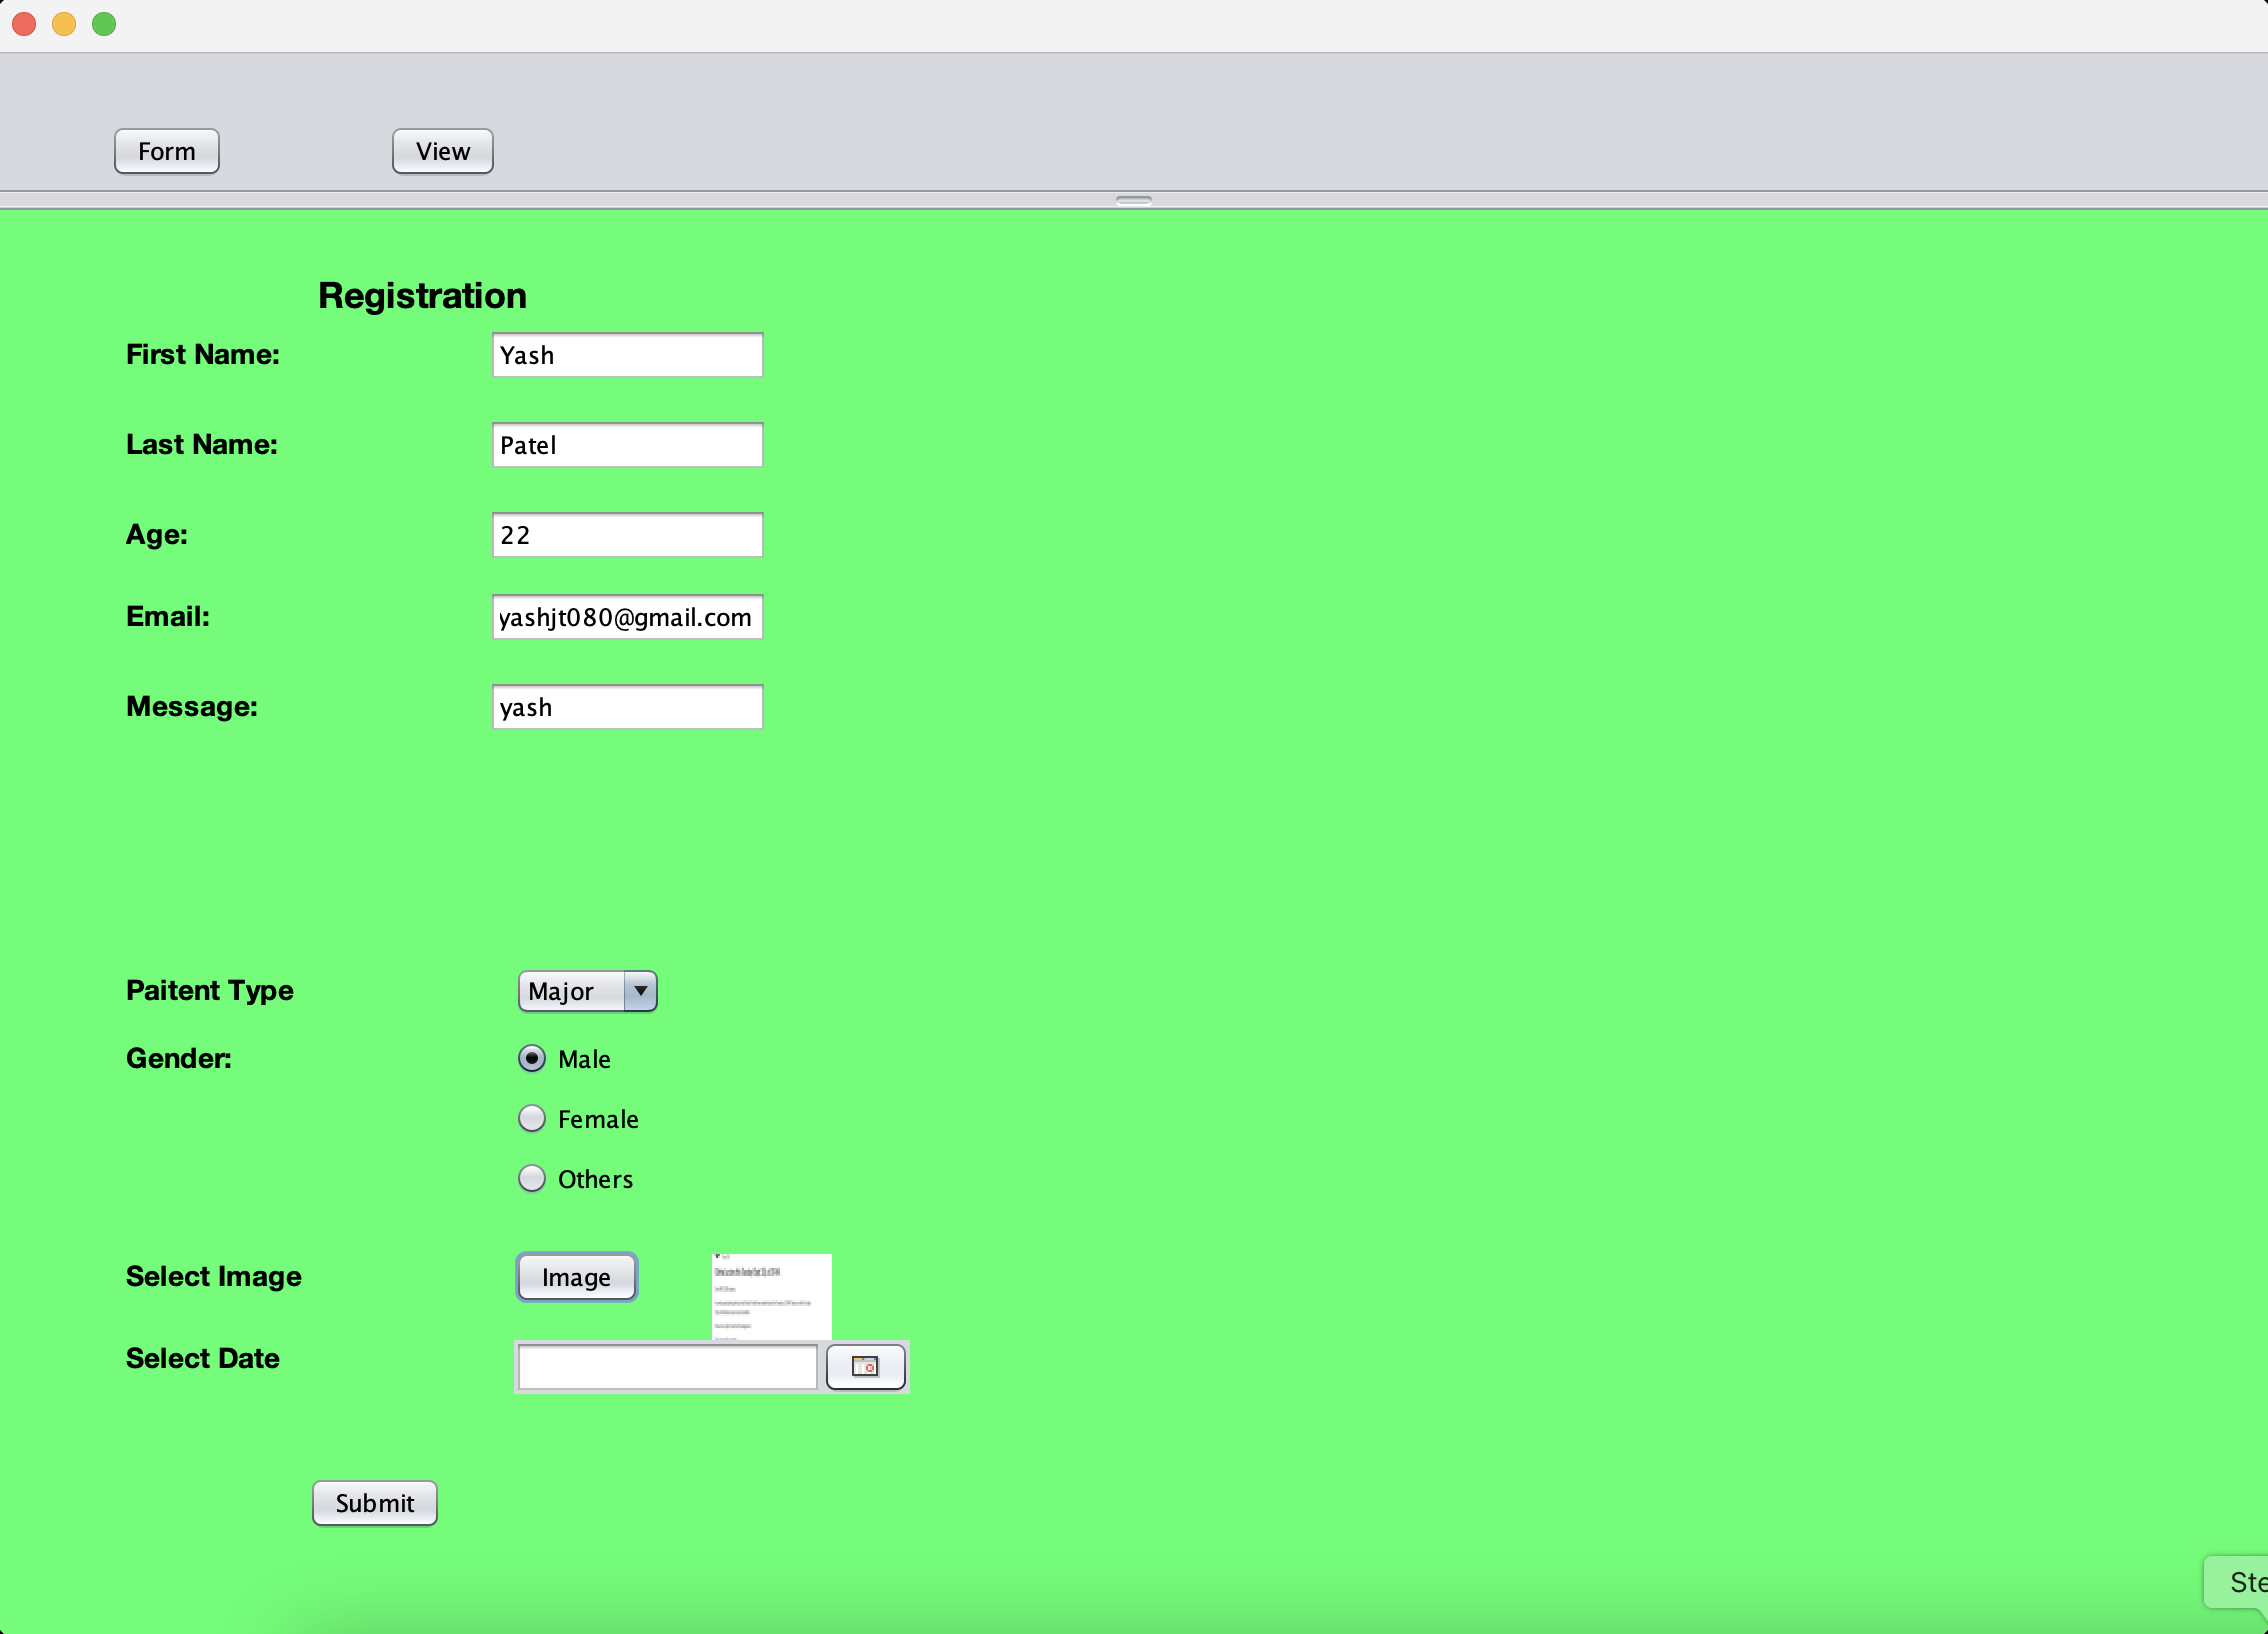 Form View
Registration
First Name: Yash
Last Name: Patel
Age: 22
Email: yashjt080@gmail.com
Message: yash
Paitent Type Major
Gender: Male
Female
Others
Select Image Image
Select Date
Submit
Ste